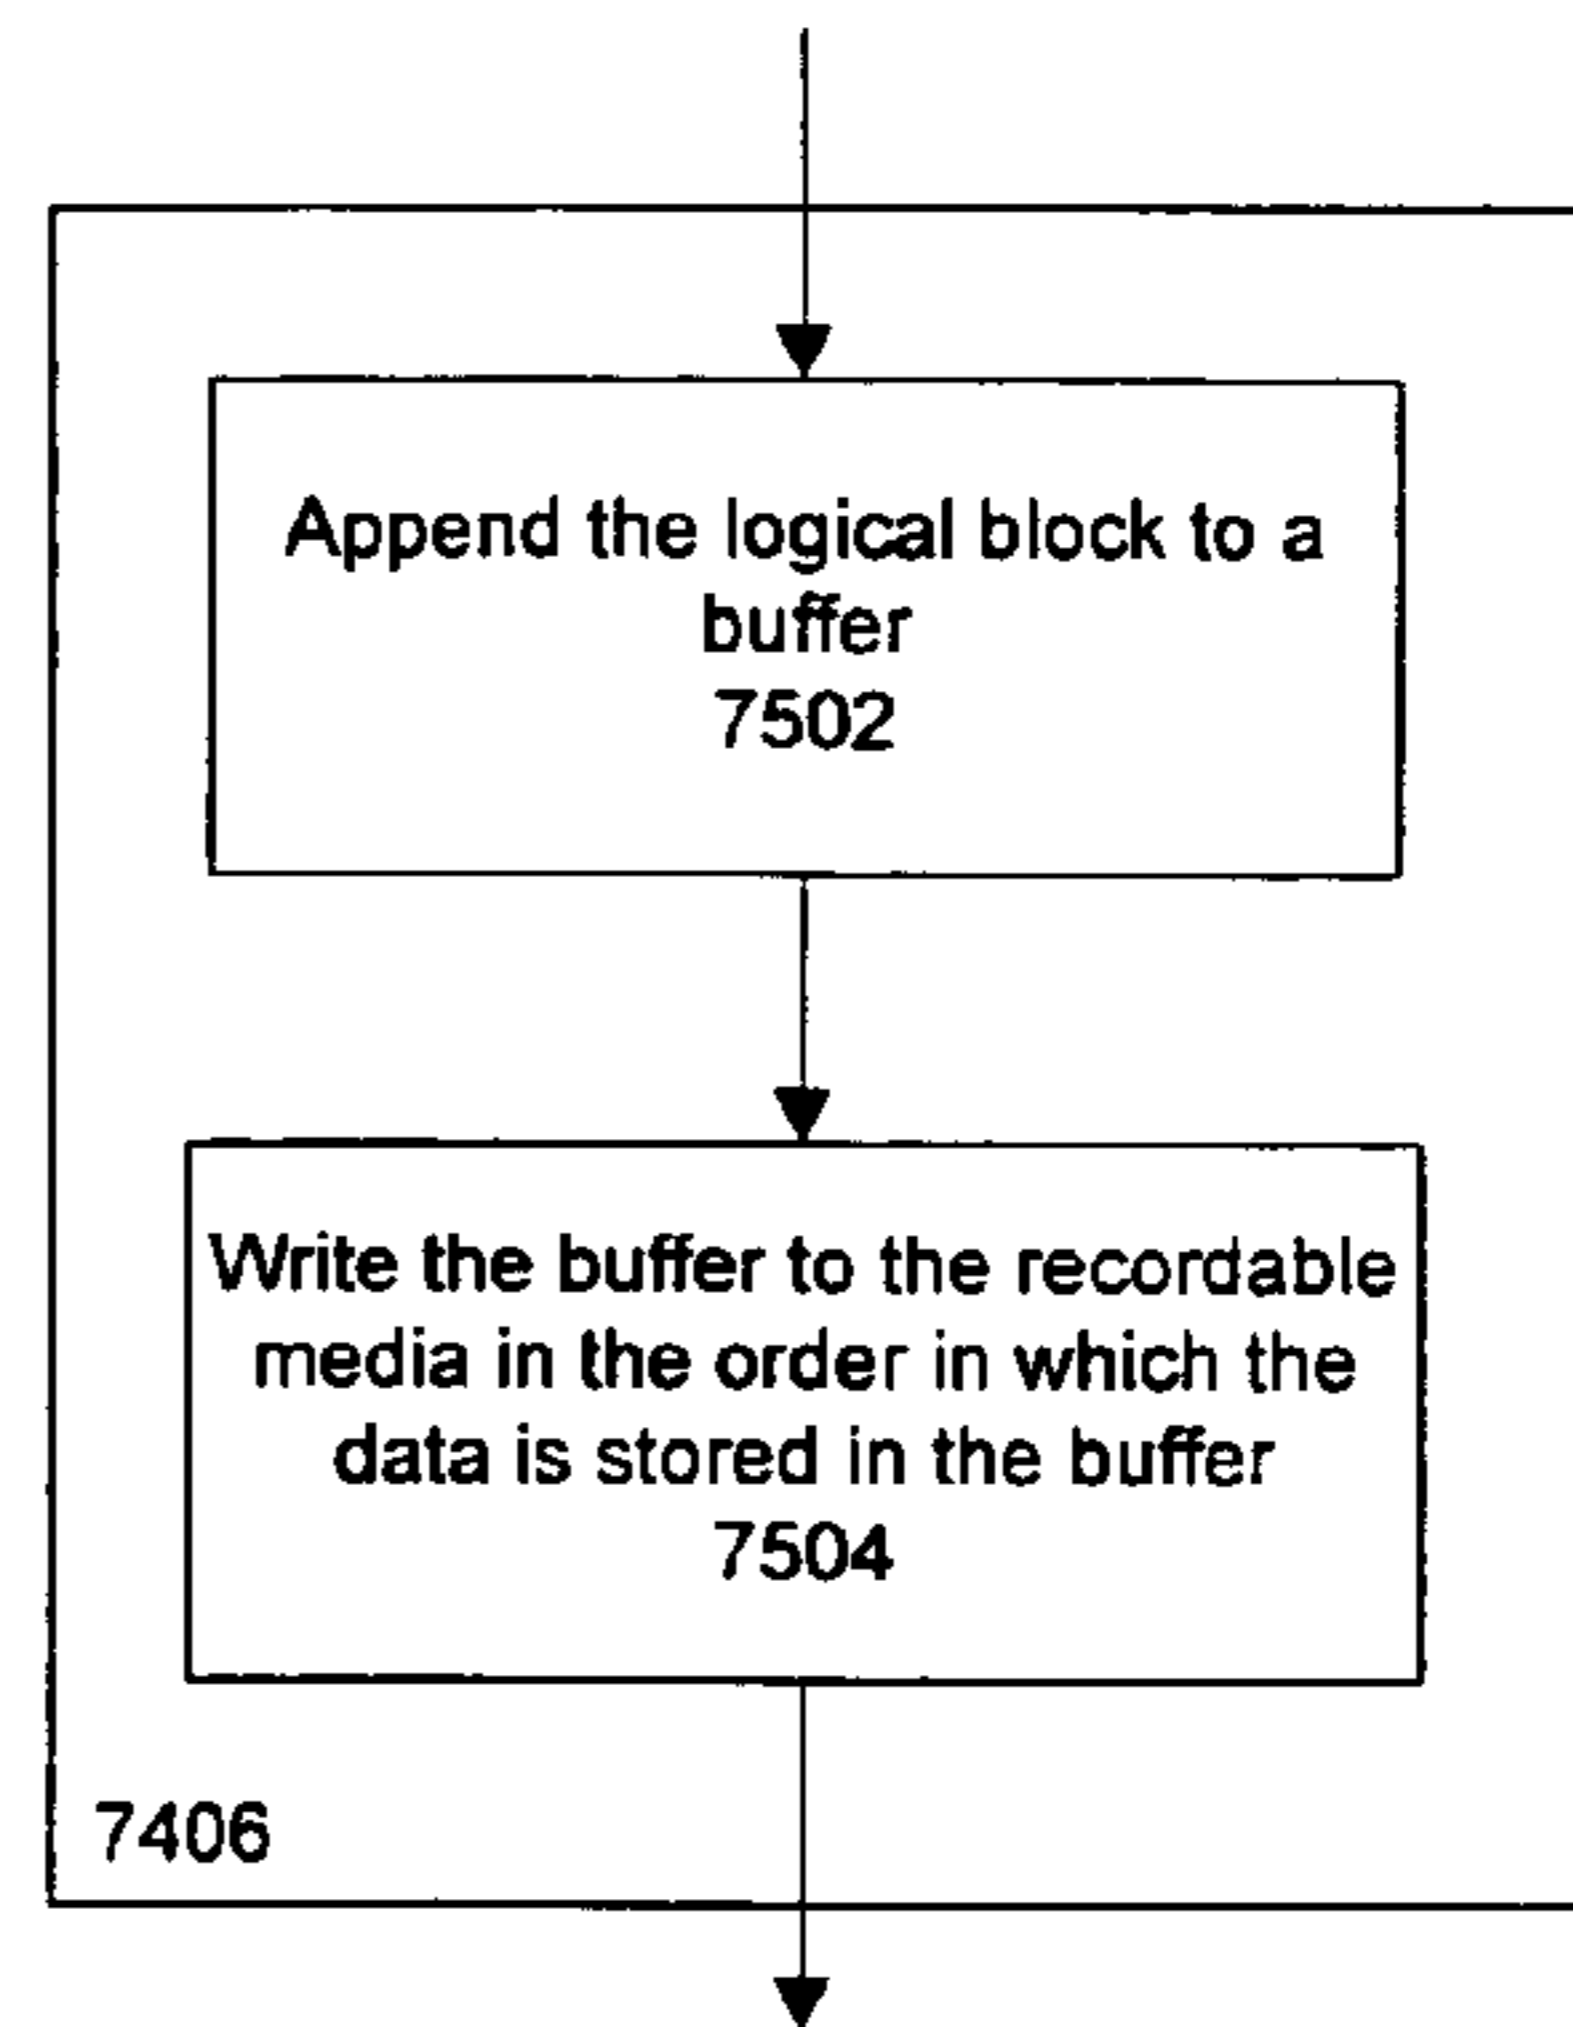 Append the logical block to a
buffer
7502
Write the buffer to the recordable
media in the order in which the
data is stored in the buffer
7504
7406